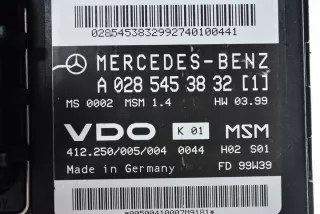 0285453832992740100441
MERCEDES-BENZ
A 028 545 38 32 [1]
MS 0002 MSM 1.4 HW 03.99
VDO K 01 MSM
412.250/005/004 0044 H02 S01
Made in Germany FD 99W39
*00500410007M9181*